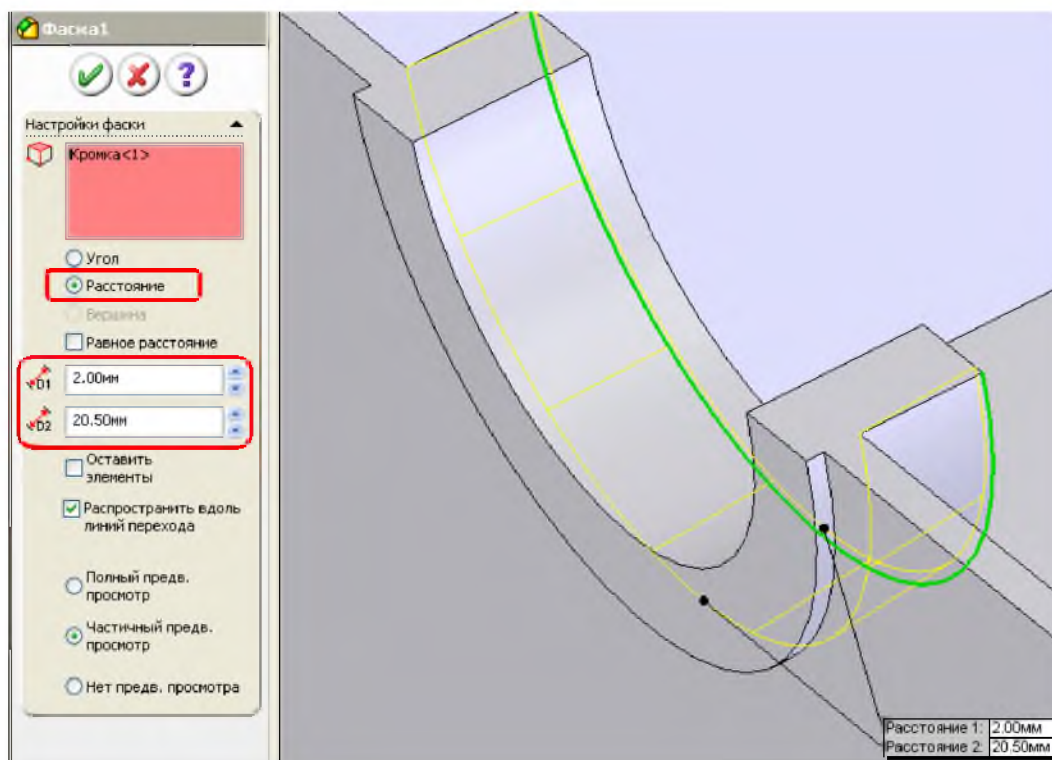 Фаска1
?
Настройки фаски
Кромка<1>
Угол
Расстояние
Вершина
Равное расстояние
D1 2.00мм
D2 20.50мм
Оставить
элементы
Распространить вдоль
линий перехода
Полный предв.
просмотр
Частичный предв.
просмотр
Нет предв. просмотра
Расстояние 1: 2.00мм
Расстояние 2: 20.50мм